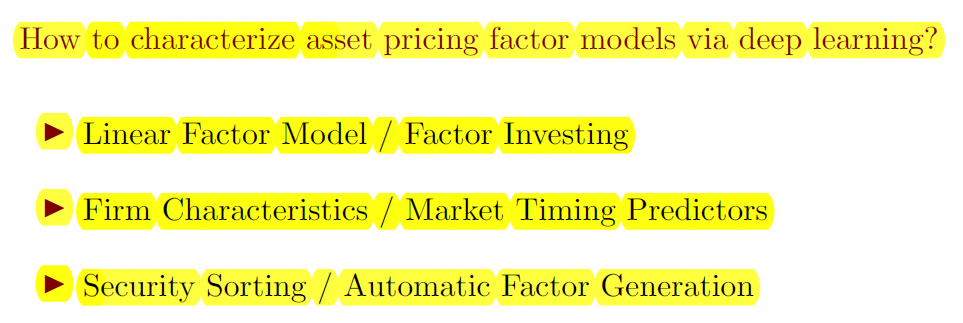 How to characterize asset pricing factor models via deep learning?
► Linear Factor Model / Factor Investing
► Firm Characteristics / Market Timing Predictors
► Security Sorting / Automatic Factor Generation